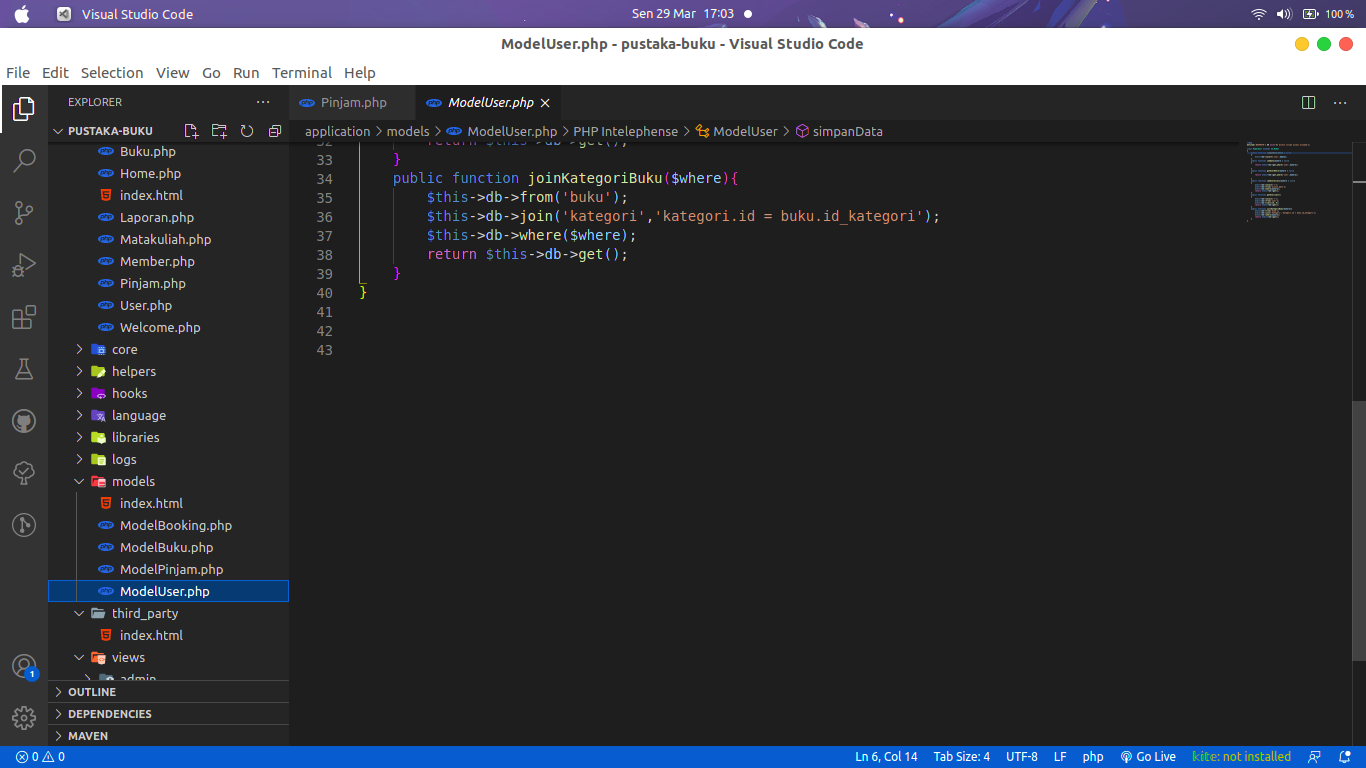 Visual Studio Code
Sen 29 Mar 17:03
100 %
ModelUser.php - pustaka-buku - Visual Studio Code
File Edit Selection View Go Run Terminal Help
EXPLORER
Pinjam.php
ModelUser.php
PUSTAKA-BUKU
application > models > ModelUser.php > PHP Intelephense > ModelUser > simpanData
Buku.php
Home.php
index.html
Laporan.php
Matakuliah.php
Member.php
Pinjam.php
User.php
Welcome.php
core
helpers
hooks
language
libraries
logs
models
index.html
ModelBooking.php
ModelBuku.php
ModelPinjam.php
ModelUser.php
third_party
index.html
views
admin
OUTLINE
DEPENDENCIES
MAVEN
32 return $this->db->get();
33 }
34 public function joinKategoriBuku($where){
35 $this->db->from('buku');
36 $this->db->join('kategori','kategori.id = buku.id_kategori');
37 $this->db->where($where);
38 return $this->db->get();
39 }
40 }
41
42
43
1
0 0
Ln 6, Col 14
Tab Size: 4
UTF-8
LF
php
Go Live
kite: not installed